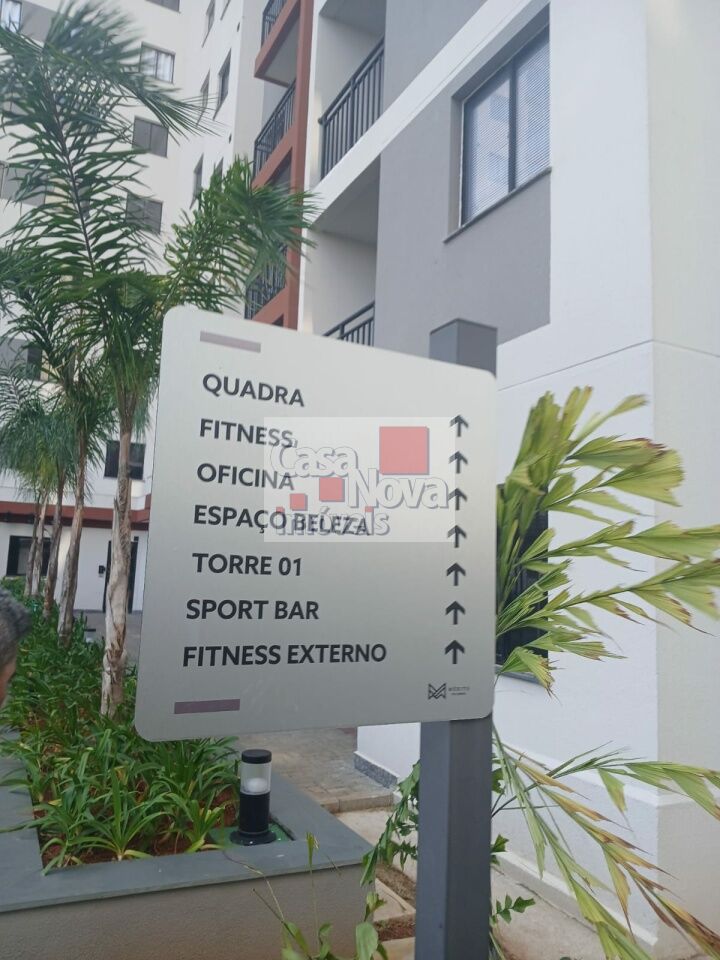 QUADRA
FITNESS
OFICINA
ESPAÇO BELEZA
TORRE 01
SPORT BAR
FITNESS EXTERNO
Casa
Nova
imóveis